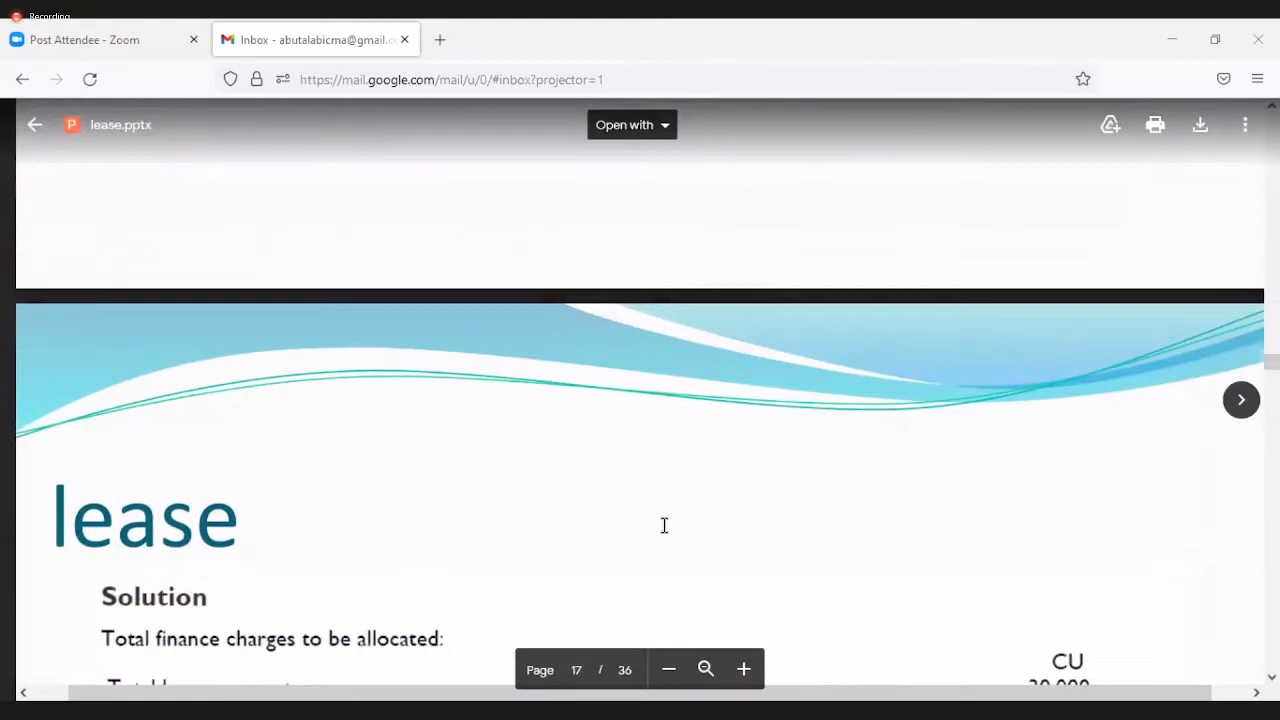 Recording
Post Attendee - Zoom
Inbox - abutalabicma@gmail.c
https://mail.google.com/mail/u/0/#inbox?projector=1
P lease.pptx
Open with
lease
Solution
Total finance charges to be allocated:
CU
Page 17 / 36